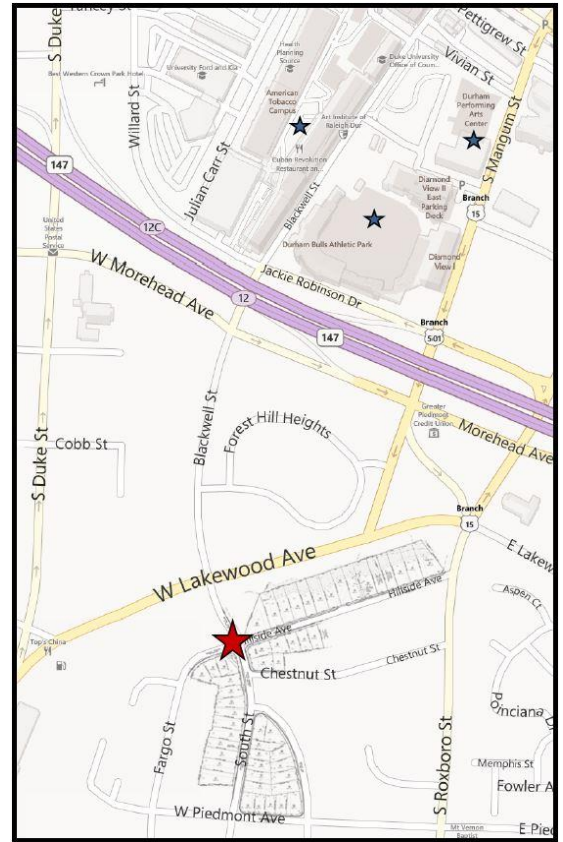 Yancey St
Pettigrew St
P
S Duke
Health
Planning
Source
Duke University
Office of Coun...
Vivian St
University Ford and Kia
Best Western Crown Park Hotel
Willard St
American
Tobacco
Campus
Durham
Performing
Arts
Center
S Mangum St
Art Institute of
Raleigh Dur
Cuban Revolution
Restaurant an...
147
Julian Carr St
Blackwell St
Diamond
View II
East
Parking
Deck
P
Branch
15
United
States
Postal
Service
12C
Durham Bulls Athletic Park
Diamond
View I
W Morehead Ave
Jackie Robinson Dr
12
147
Branch
501
Greater
Piedmont
Credit Union
Morehead Ave
Forest Hill Heights
Blackwell St
S Duke St
Cobb St
Branch
15
W Lakewood Ave
E Lakew
Hillside Ave
Aspen Ct
Hillside Ave
Top's China
Chestnut St
Chestnut St
Poinciana D
Fargo St
South St
S Roxboro St
Memphis St
Fowler A
W Piedmont Ave
Mt Vernon
Baptist
E Pied